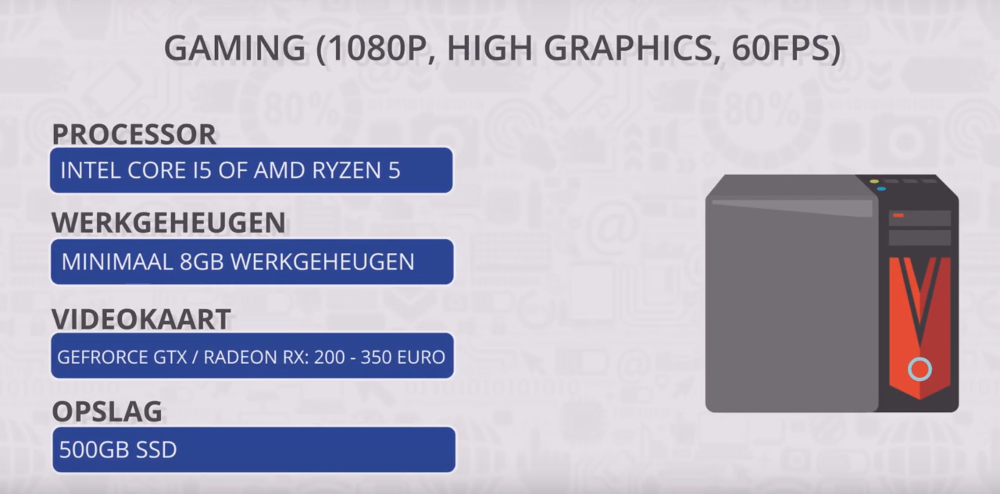 GAMING (1080P, HIGH GRAPHICS, 60FPS)
PROCESSOR
INTEL CORE I5 OF AMD RYZEN 5
WERKGEHEUGEN
MINIMAAL 8GB WERKGEHEUGEN
VIDEOKAART
GEFRORCE GTX / RADEON RX: 200 - 350 EURO
OPSLAG
500GB SSD